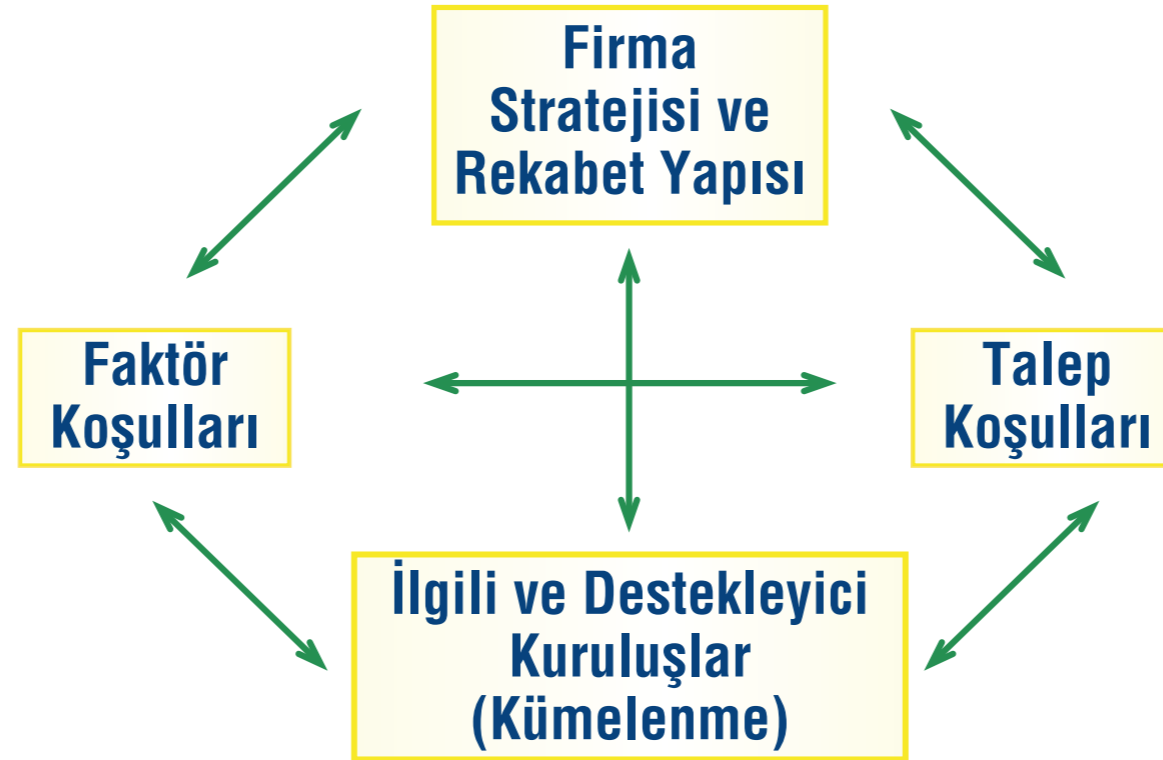 Firma
Stratejisi ve
Rekabet Yapısı
Faktör
Koşulları
Talep
Koşulları
İlgili ve Destekleyici
Kuruluşlar
(Kümelenme)